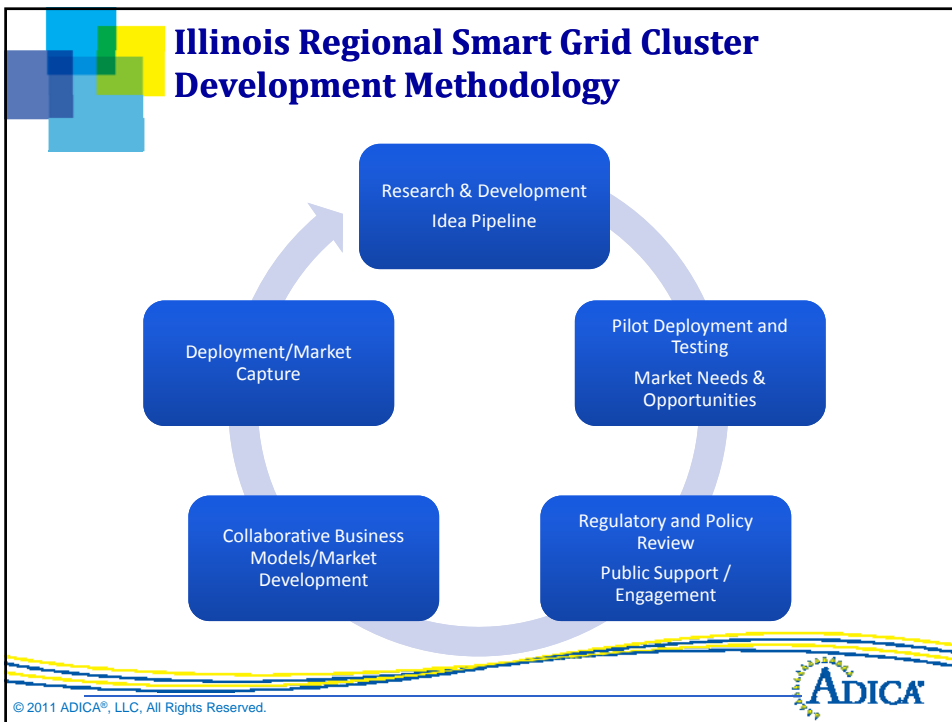 Illinois Regional Smart Grid Cluster
Development Methodology
Research & Development
Idea Pipeline
Pilot Deployment and
Testing
Market Needs &
Opportunities
Regulatory and Policy
Review
Public Support /
Engagement
Collaborative Business
Models/Market
Development
Deployment/Market
Capture
© 2011 ADICA®, LLC, All Rights Reserved.
ADICA®